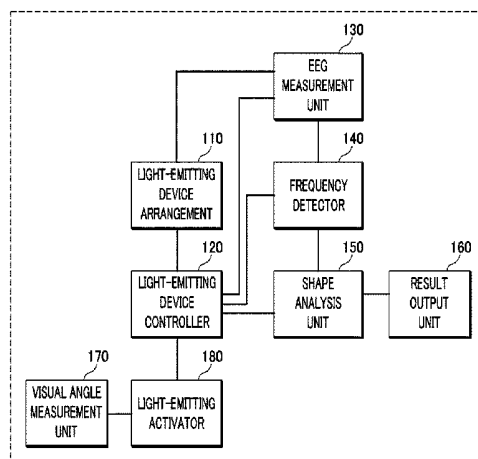 130
EEG
MEASUREMENT
UNIT
110
LIGHT-EMITTING
DEVICE
ARRANGEMENT
140
FREQUENCY
DETECTOR
120
LIGHT-EMITTING
DEVICE
CONTROLLER
150
SHAPE
ANALYSIS
UNIT
160
RESULT
OUTPUT
UNIT
170
VISUAL ANGLE
MEASUREMENT
UNIT
180
LIGHT-EMITTING
ACTIVATOR